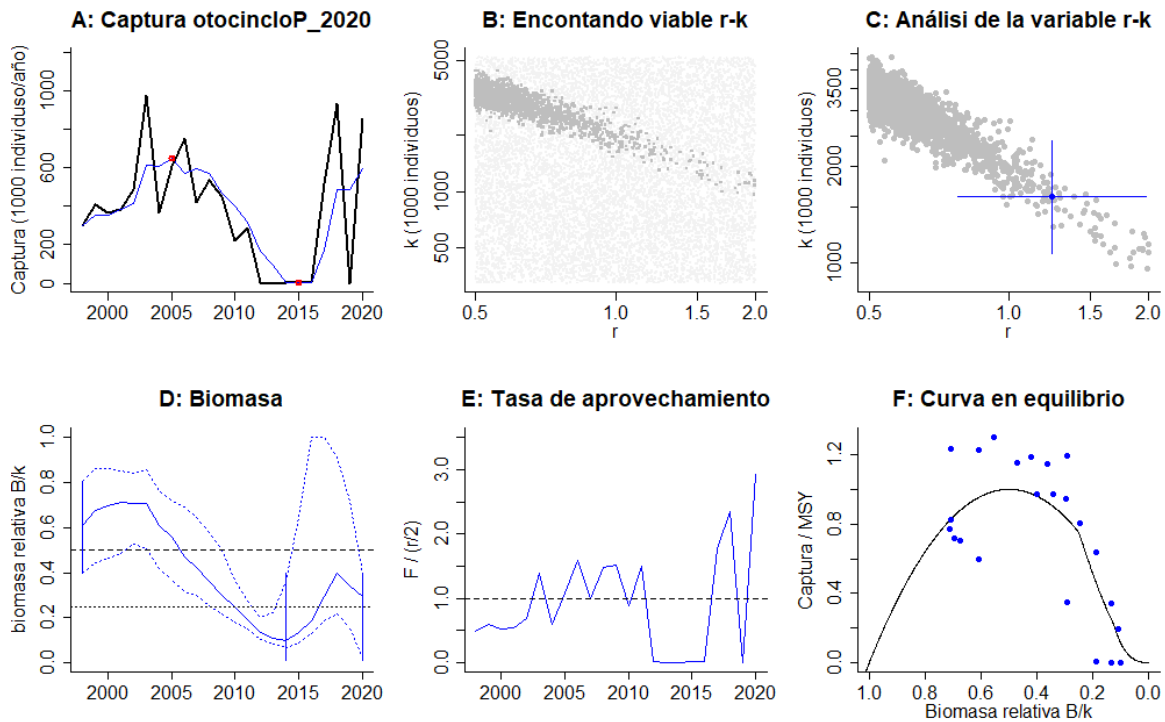 A: Captura otocincloP_2020
B: Encontando viable r-k
C: Análisi de la variable r-k
Captura (1000 individuso/año)
0 200 600 1000
2000 2005 2010 2015 2020
k (1000 individuos)
500 1000 5000
0.5 1.0 2.0
r
k (1000 individuos)
1000 2000 3500
0.5 1.0 1.5 2.0
r
D: Biomasa
E: Tasa de aprovechamiento
F: Curva en equilibrio
biomasa relativa B/k
0.0 0.2 0.4 0.6 0.8 1.0
2000 2005 2010 2015 2020
F / (r/2)
0.0 1.0 2.0 3.0
2000 2005 2010 2015 2020
Captura / MSY
0.0 0.4 0.8 1.2
1.0 0.8 0.6 0.4 0.2 0.0
Biomasa relativa B/k